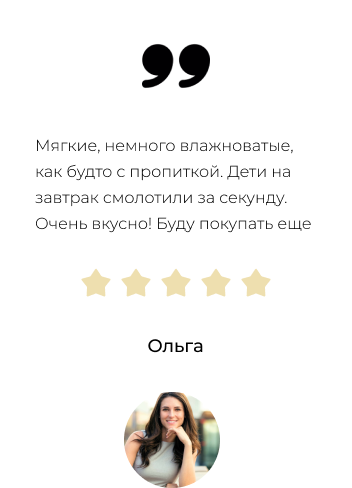 Мягкие, немного влажноватые,
как будто с пропиткой. Дети на
завтрак смолотили за секунду.
Очень вкусно! Буду покупать еще
Ольга